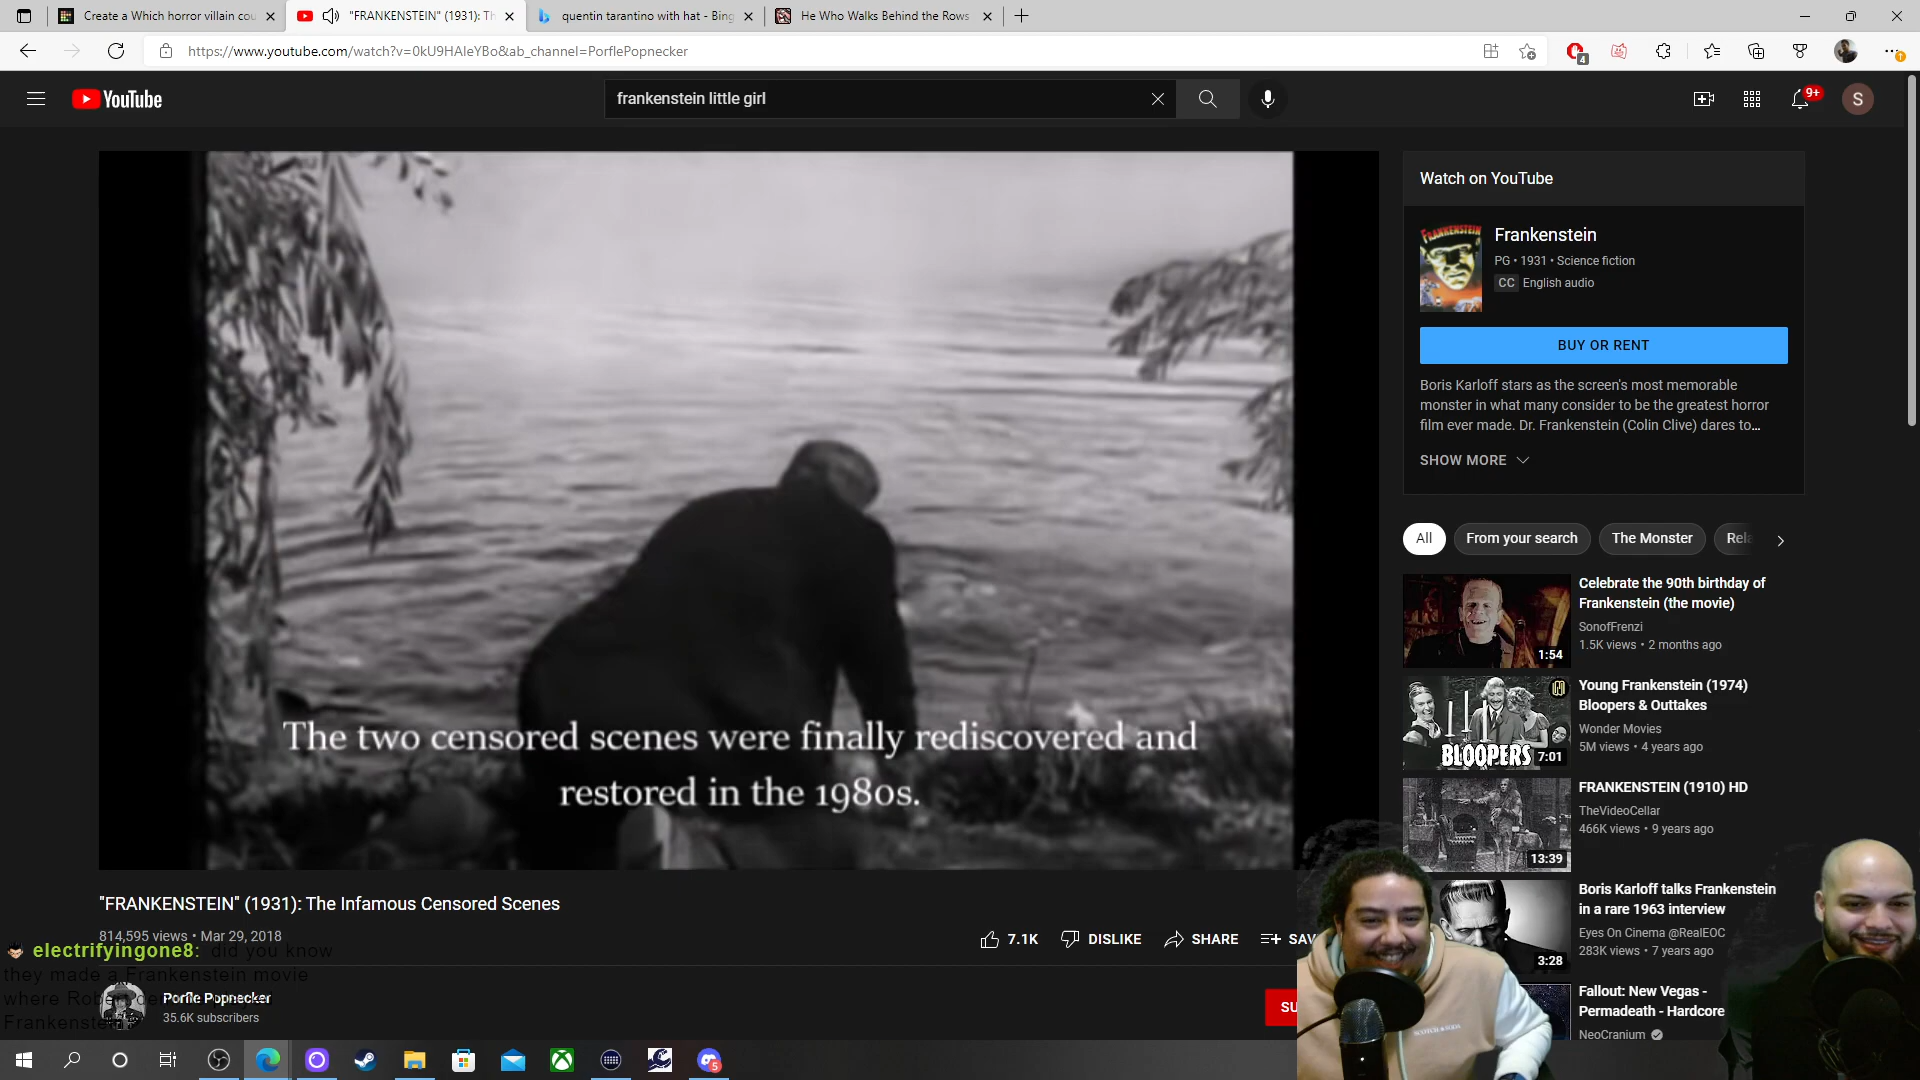 Create a Which horror villain cou
"FRANKENSTEIN" (1931): Th
quentin tarantino with hat - Bing
He Who Walks Behind the Rows
https://www.youtube.com/watch?v=0kU9HAIeYBo&ab_channel=PorflePopnecker
4
YouTube
frankenstein little girl
9+
S
The two censored scenes were finally rediscovered and
restored in the 1980s.
"FRANKENSTEIN" (1931): The Infamous Censored Scenes
814,595 views • Mar 29, 2018
7.1K
DISLIKE
SHARE
SAV
electrifyingone8: did you know
they made a Frankenstein movie
where
Frankenstein
Porfle Popnecker
35.6K subscribers
SU
Watch on YouTube
FRANKENSTEIN
Frankenstein
PG • 1931 • Science fiction
CC English audio
BUY OR RENT
Boris Karloff stars as the screen's most memorable
monster in what many consider to be the greatest horror
film ever made. Dr. Frankenstein (Colin Clive) dares to...
SHOW MORE
All
From your search
The Monster
Rela
Celebrate the 90th birthday of
Frankenstein (the movie)
SonofFrenzi
1.5K views • 2 months ago
1:54
Young Frankenstein (1974)
Bloopers & Outtakes
Wonder Movies
5M views • 4 years ago
BLOOPERS
7:01
FRANKENSTEIN (1910) HD
TheVideoCellar
466K views • 9 years ago
13:39
Boris Karloff talks Frankenstein
in a rare 1963 interview
Eyes On Cinema @RealEOC
283K views • 7 years ago
3:28
Fallout: New Vegas -
Permadeath - Hardcore
NeoCranium
SCOTCH & SODA
5